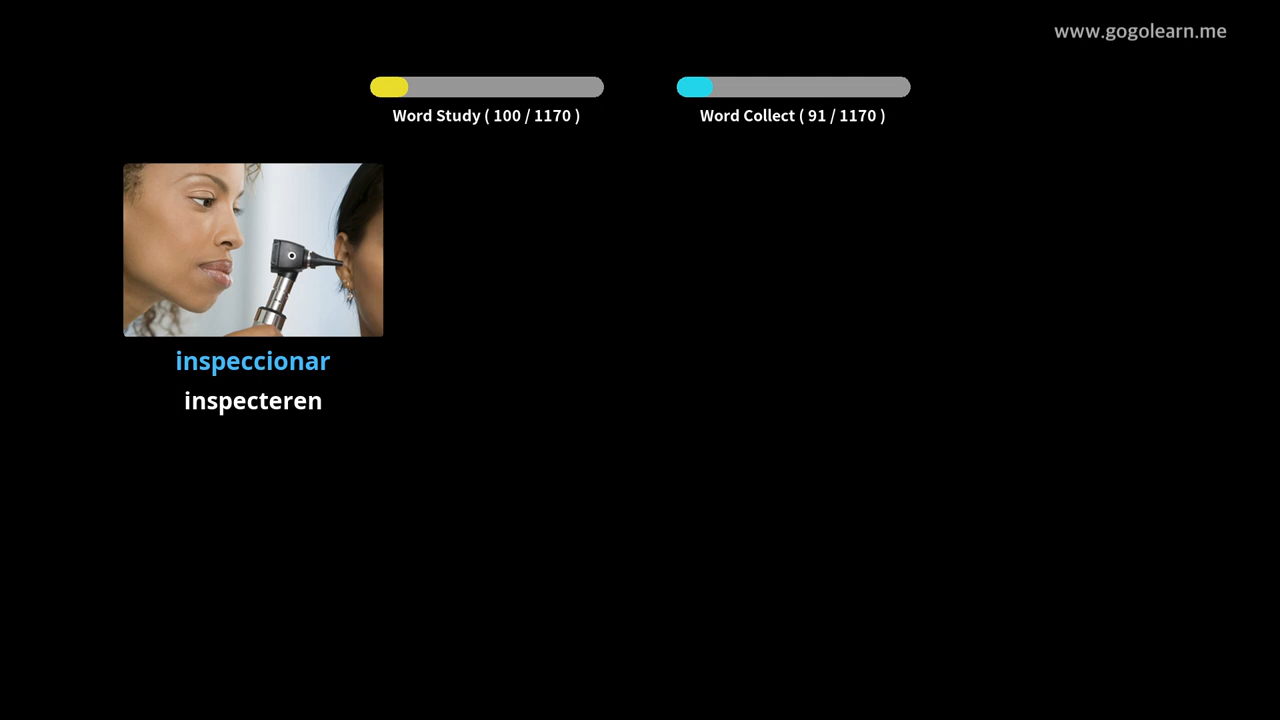 www.gogolearn.me
Word Study ( 100 / 1170 )
Word Collect ( 91 / 1170 )
inspeccionar
inspecteren